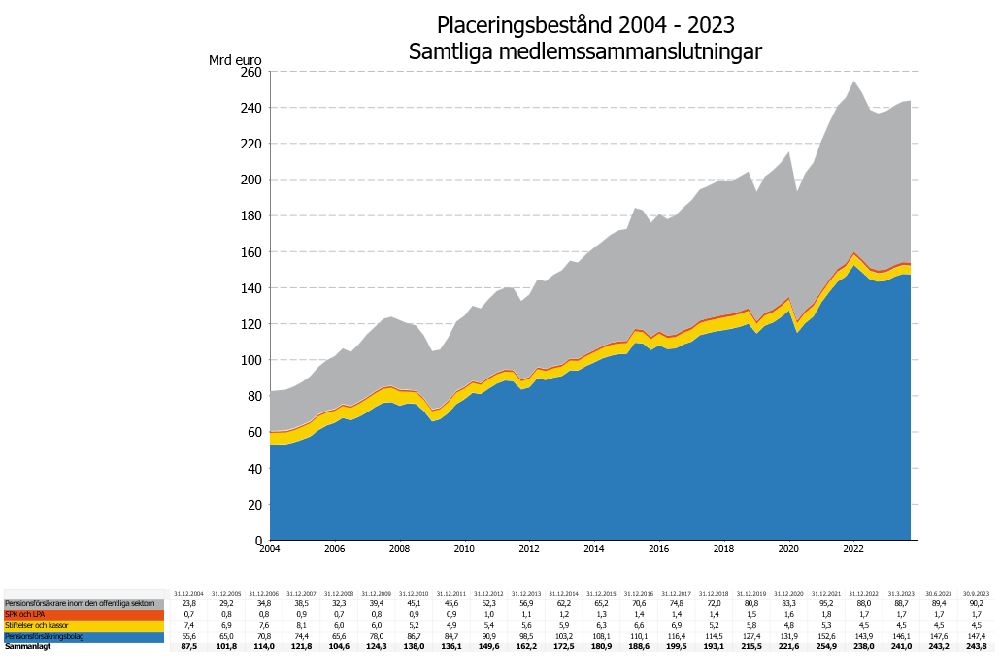 Placeringsbestånd 2004 - 2023
Samtliga medlemssammanslutningar
Mrd euro
260
240
220
200
180
160
140
120
100
80
60
40
20
0
2004 2006 2008 2010 2012 2014 2016 2018 2020 2022
31.12.2004 31.12.2005 31.12.2006 31.12.2007 31.12.2008 31.12.2009 31.12.2010 31.12.2011 31.12.2012 31.12.2013 31.12.2014 31.12.2015 31.12.2016 31.12.2017 31.12.2018 31.12.2019 31.12.2020 31.12.2021 31.12.2022 31.3.2023 30.6.2023 30.9.2023
Pensionsförsäkrare inom den offentliga sektorn 23,8 29,2 34,8 38,5 32,3 39,4 45,1 45,6 52,3 56,9 62,2 65,2 70,6 74,8 72,0 80,8 83,3 95,2 88,0 88,7 89,4 90,2
SPK och LPA 0,7 0,8 0,8 0,9 0,7 0,8 0,9 0,9 1,0 1,1 1,2 1,3 1,4 1,4 1,4 1,5 1,6 1,8 1,7 1,7 1,7 1,7
Stiftelser och kassor 7,4 6,9 7,6 8,1 6,0 6,0 5,2 4,9 5,4 5,6 5,9 6,3 6,6 6,9 5,2 5,8 4,8 5,3 4,5 4,5 4,5 4,5
Pensionsförsäkringsbolag 55,6 65,0 70,8 74,4 65,6 78,0 86,7 84,7 90,9 98,5 103,2 108,1 110,1 116,4 114,5 127,4 131,9 152,6 143,9 146,1 147,6 147,4
Sammanlagt 87,5 101,8 114,0 121,8 104,6 124,3 138,0 136,1 149,6 162,2 172,5 180,9 188,6 199,5 193,1 215,5 221,6 254,9 238,0 241,0 243,2 243,8